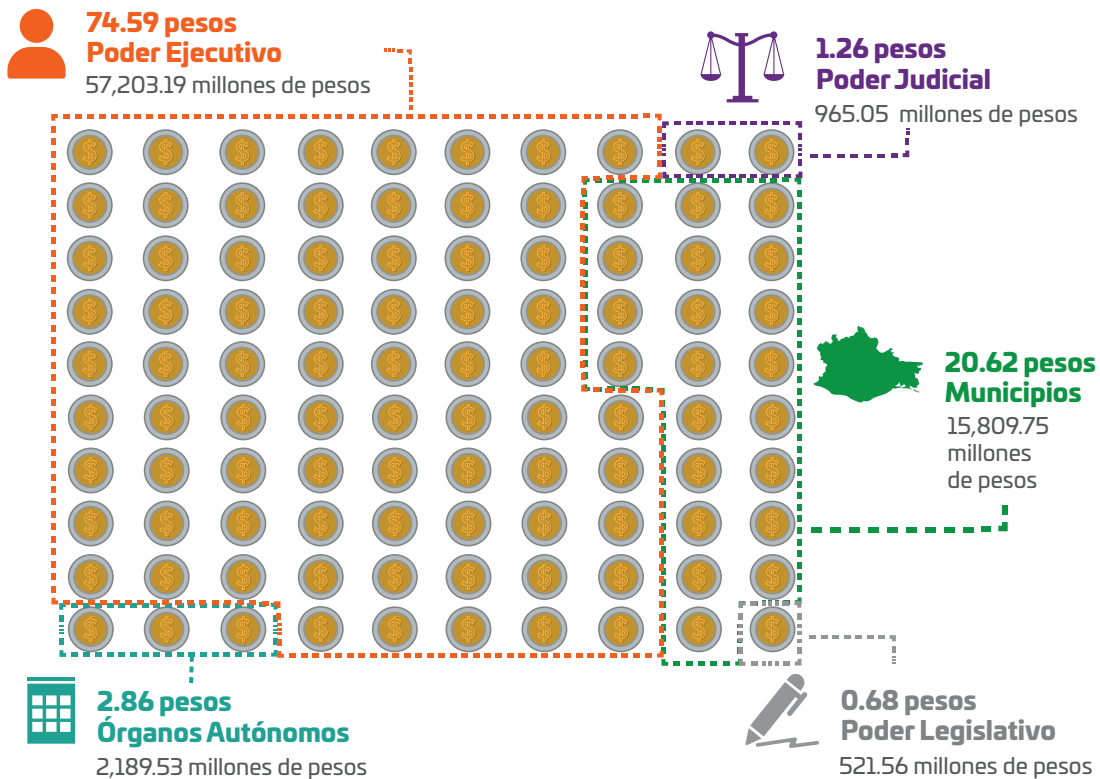 74.59 pesos
Poder Ejecutivo
57,203.19 millones de pesos
1.26 pesos
Poder Judicial
965.05 millones de pesos
20.62 pesos
Municipios
15,809.75
millones
de pesos
2.86 pesos
Órganos Autónomos
2,189.53 millones de pesos
0.68 pesos
Poder Legislativo
521.56 millones de pesos